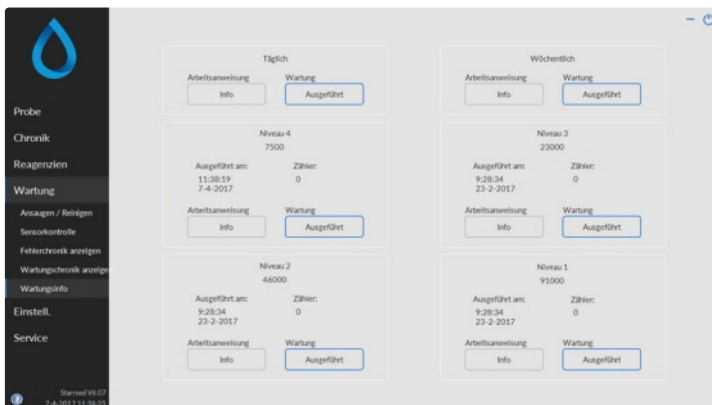 Probe
Chronik
Reagenzien
Wartung
Ansaugen / Reinigen
Sensorkontrolle
Fehlerchronik anzeigen
Wartungschronik anzeigen
Wartungsinfo
Einstell.
Service
?
Starrsed V6.07
7-4-2017 11:38:23
Täglich
Arbeitsanweisung Wartung
Info Ausgeführt
Wöchentlich
Arbeitsanweisung Wartung
Info Ausgeführt
Niveau 4
7500
Ausgeführt am: Zähler:
11:38:19 0
7-4-2017
Arbeitsanweisung Wartung
Info Ausgeführt
Niveau 3
23000
Ausgeführt am: Zähler:
9:28:34 0
23-2-2017
Arbeitsanweisung Wartung
Info Ausgeführt
Niveau 2
46000
Ausgeführt am: Zähler:
9:28:34 0
23-2-2017
Arbeitsanweisung Wartung
Info Ausgeführt
Niveau 1
91000
Ausgeführt am: Zähler:
9:28:34 0
23-2-2017
Arbeitsanweisung Wartung
Info Ausgeführt